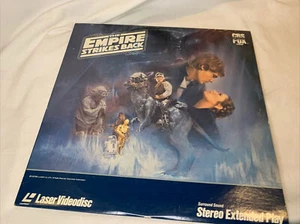 THE
EMPIRE
STRIKES BACK
CBS
FOX
LaserVideodisc
Surround Sound
Stereo Extended Play